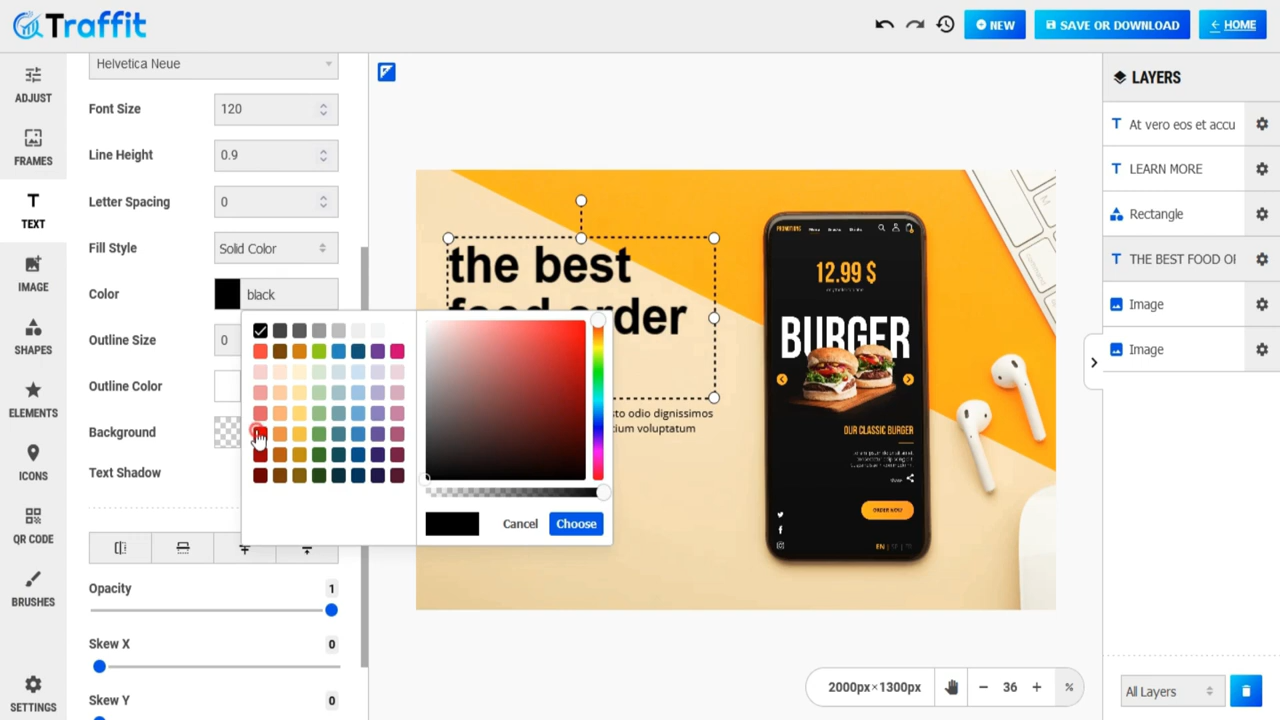 Traffit
NEW
SAVE OR DOWNLOAD
HOME
ADJUST
FRAMES
TEXT
IMAGE
SHAPES
ELEMENTS
ICONS
QR CODE
BRUSHES
SETTINGS
Helvetica Neue
Font Size
120
Line Height
0.9
Letter Spacing
0
Fill Style
Solid Color
Color
black
Outline Size
0
Outline Color
Background
Text Shadow
Opacity
1
Skew X
0
Skew Y
0
Cancel
Choose
the best
food order
sto odio dignissimos
tium voluptatum
12.99 $
BURGER
OUR CLASSIC BURGER
ORDER NOW!
EN
2000px×1300px
36
%
LAYERS
At vero eos et accu
LEARN MORE
Rectangle
THE BEST FOOD OF
Image
Image
All Layers